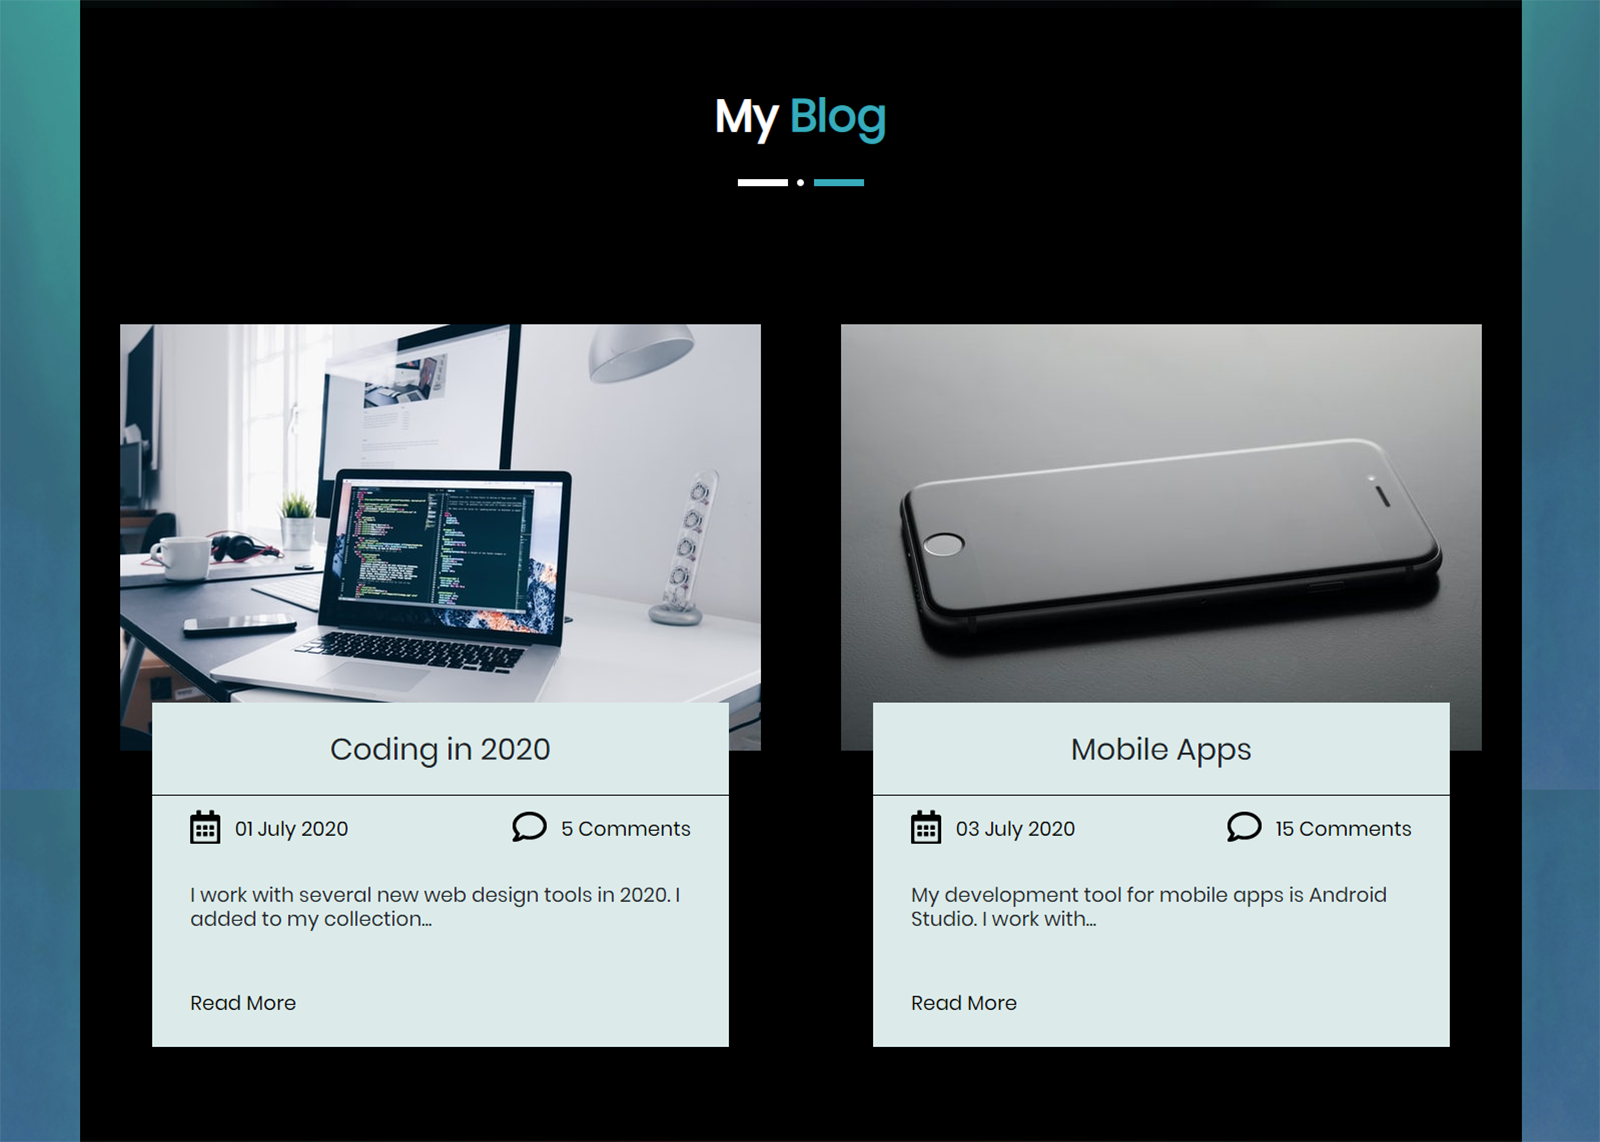 My Blog
Coding in 2020
01 July 2020
5 Comments
I work with several new web design tools in 2020. I
added to my collection...
Read More
Mobile Apps
03 July 2020
15 Comments
My development tool for mobile apps is Android
Studio. I work with...
Read More